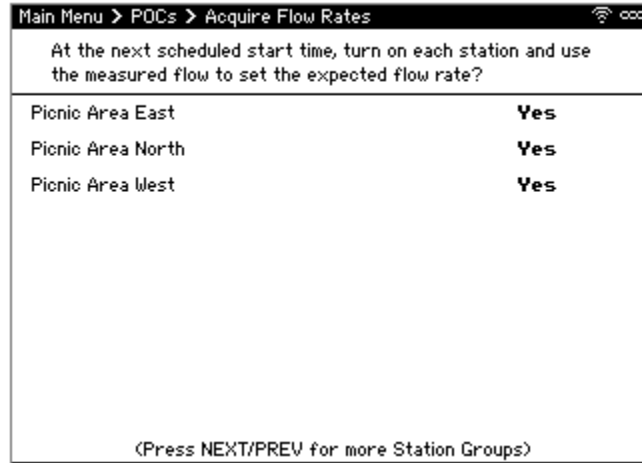 Main Menu > POCs > Acquire Flow Rates
At the next scheduled start time, turn on each station and use
the measured flow to set the expected flow rate?
Picnic Area East Yes
Picnic Area North Yes
Picnic Area West Yes
(Press NEXT/PREV for more Station Groups)